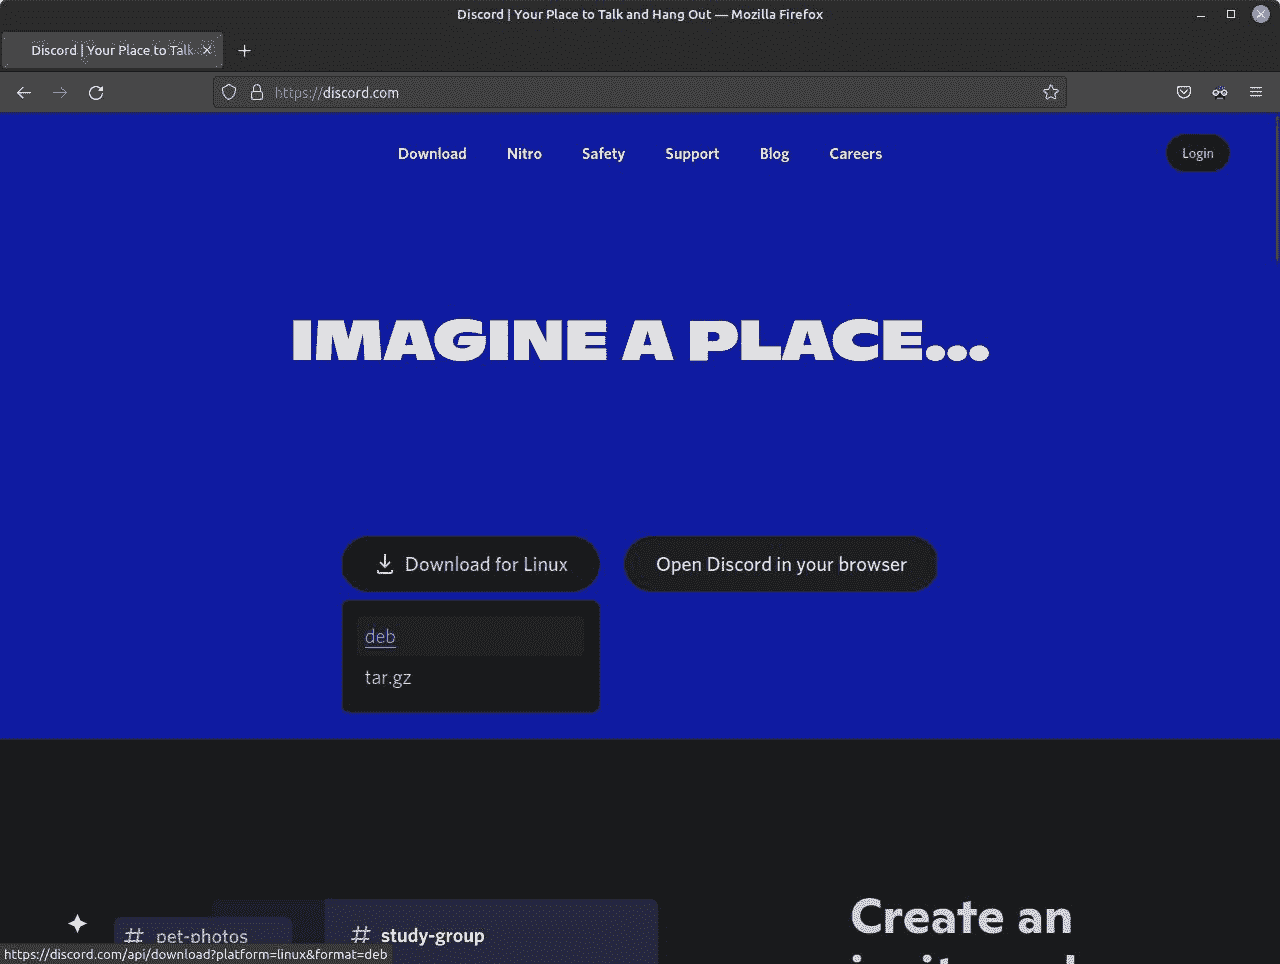 Discord | Your Place to Talk and Hang Out — Mozilla Firefox
Discord | Your Place to Talk
https://discord.com
Download Nitro Safety Support Blog Careers Login
IMAGINE A PLACE...
Download for Linux Open Discord in your browser
deb
tar.gz
Create an
# pet-photos # study-group
https://discord.com/api/download?platform=linux&format=deb